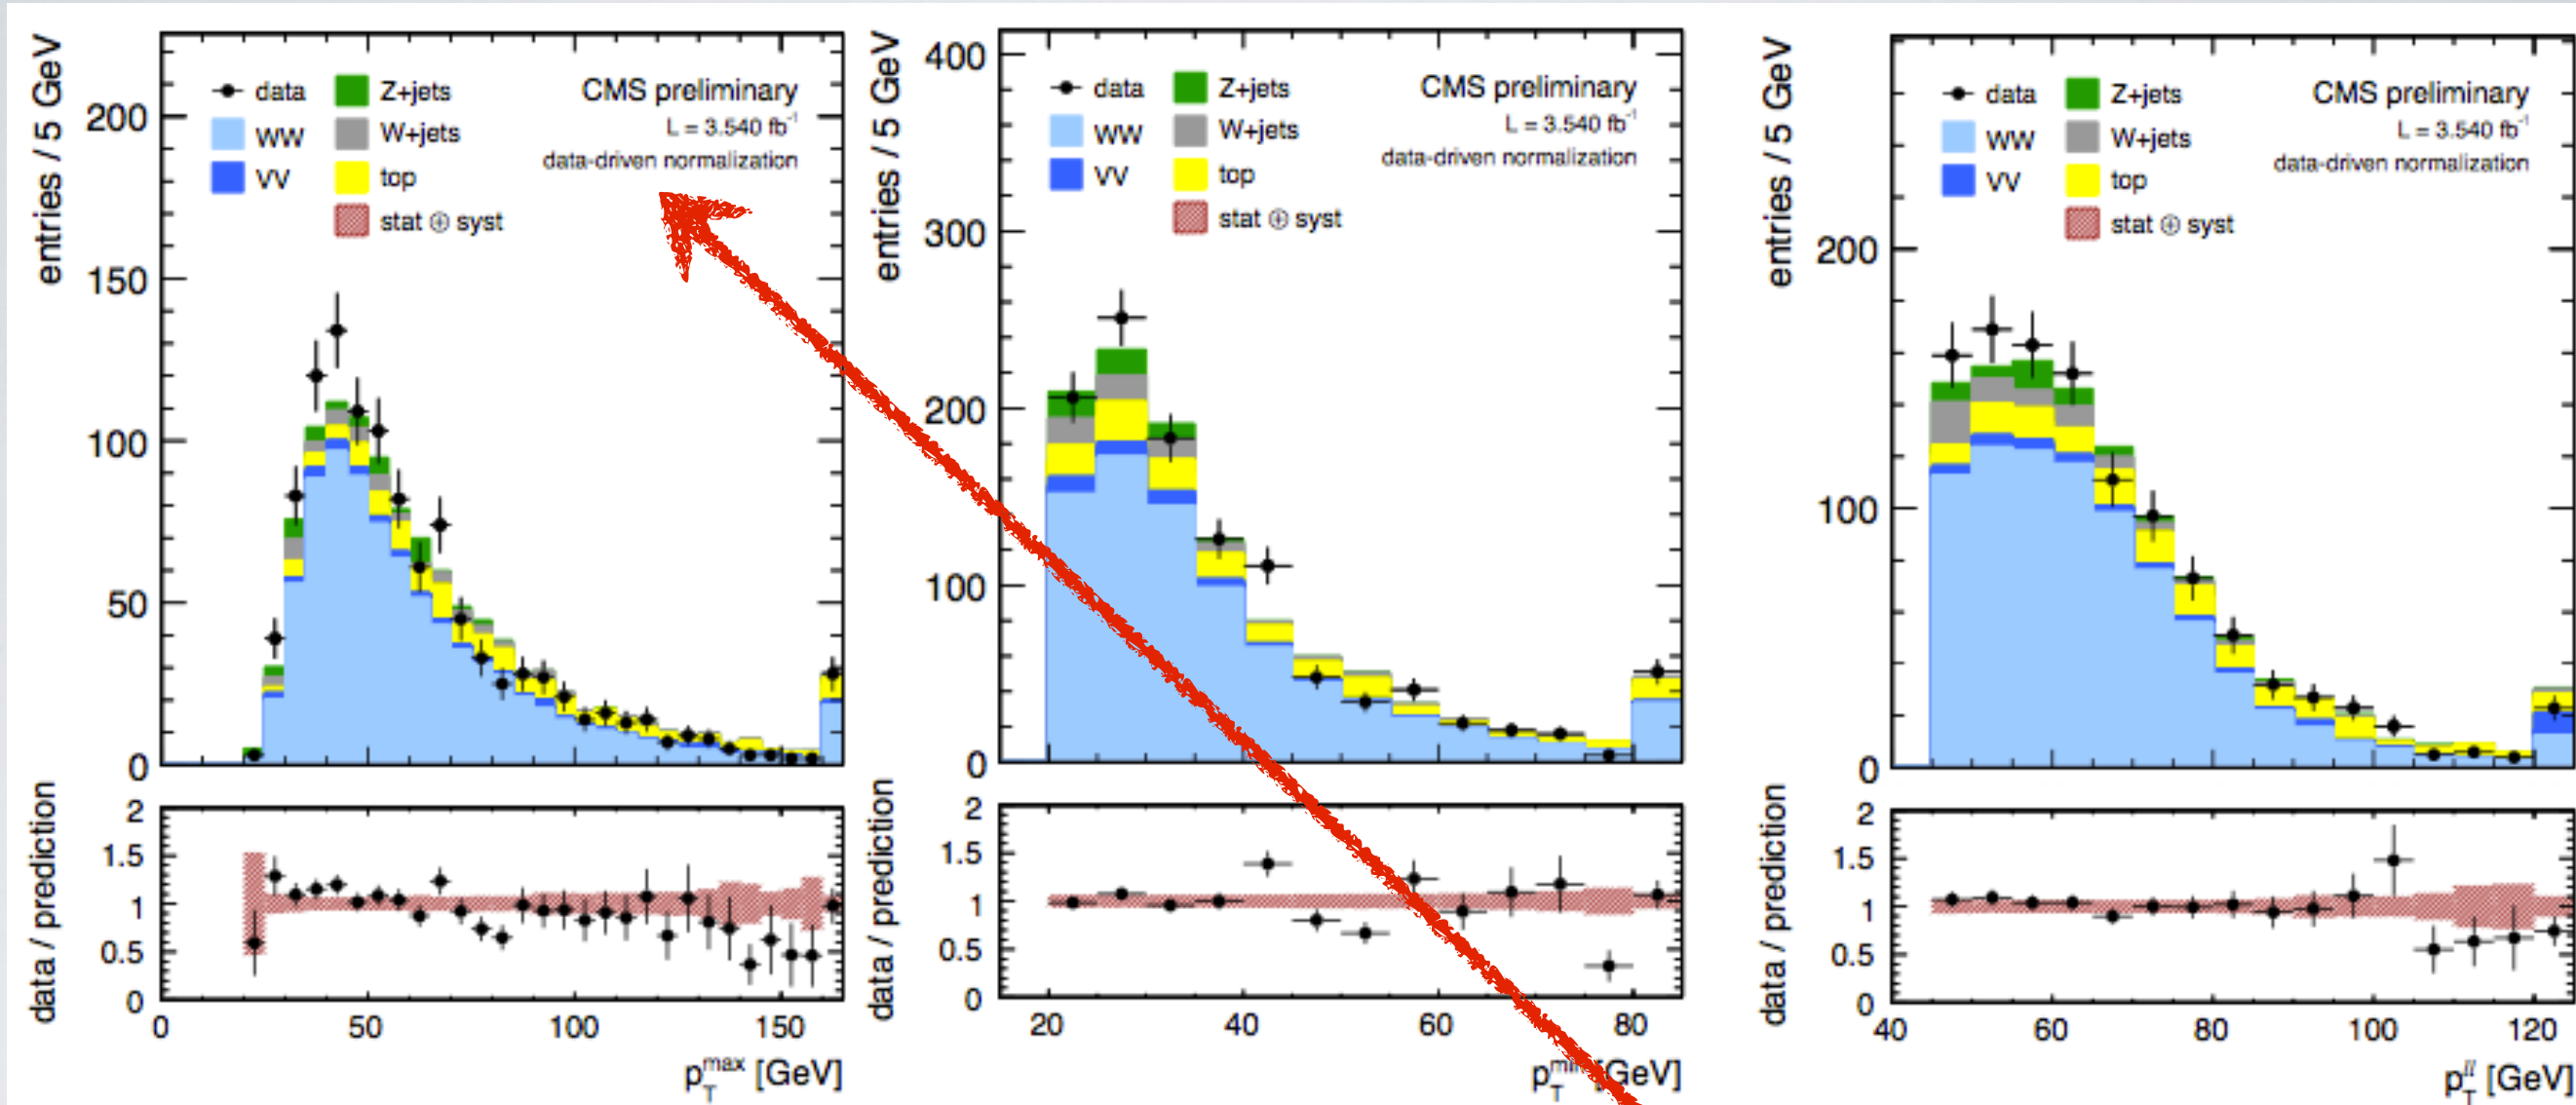 entries / 5 GeV
200
150
100
50
0
data
WW
VV
Z+jets
W+jets
top
stat ⊕ syst
CMS preliminary
L = 3.540 fb⁻¹
data-driven normalization
data / prediction
2
1.5
1
0.5
0
0 50 100 150
p_T^max [GeV]
entries / 5 GeV
400
300
200
100
0
data
WW
VV
Z+jets
W+jets
top
stat ⊕ syst
CMS preliminary
L = 3.540 fb⁻¹
data-driven normalization
data / prediction
2
1.5
1
0.5
0
20 40 60 80
p_T^min [GeV]
entries / 5 GeV
200
100
0
data
WW
VV
Z+jets
W+jets
top
stat ⊕ syst
CMS preliminary
L = 3.540 fb⁻¹
data-driven normalization
data / prediction
2
1.5
1
0.5
0
40 60 80 100 120
p_T^ll [GeV]